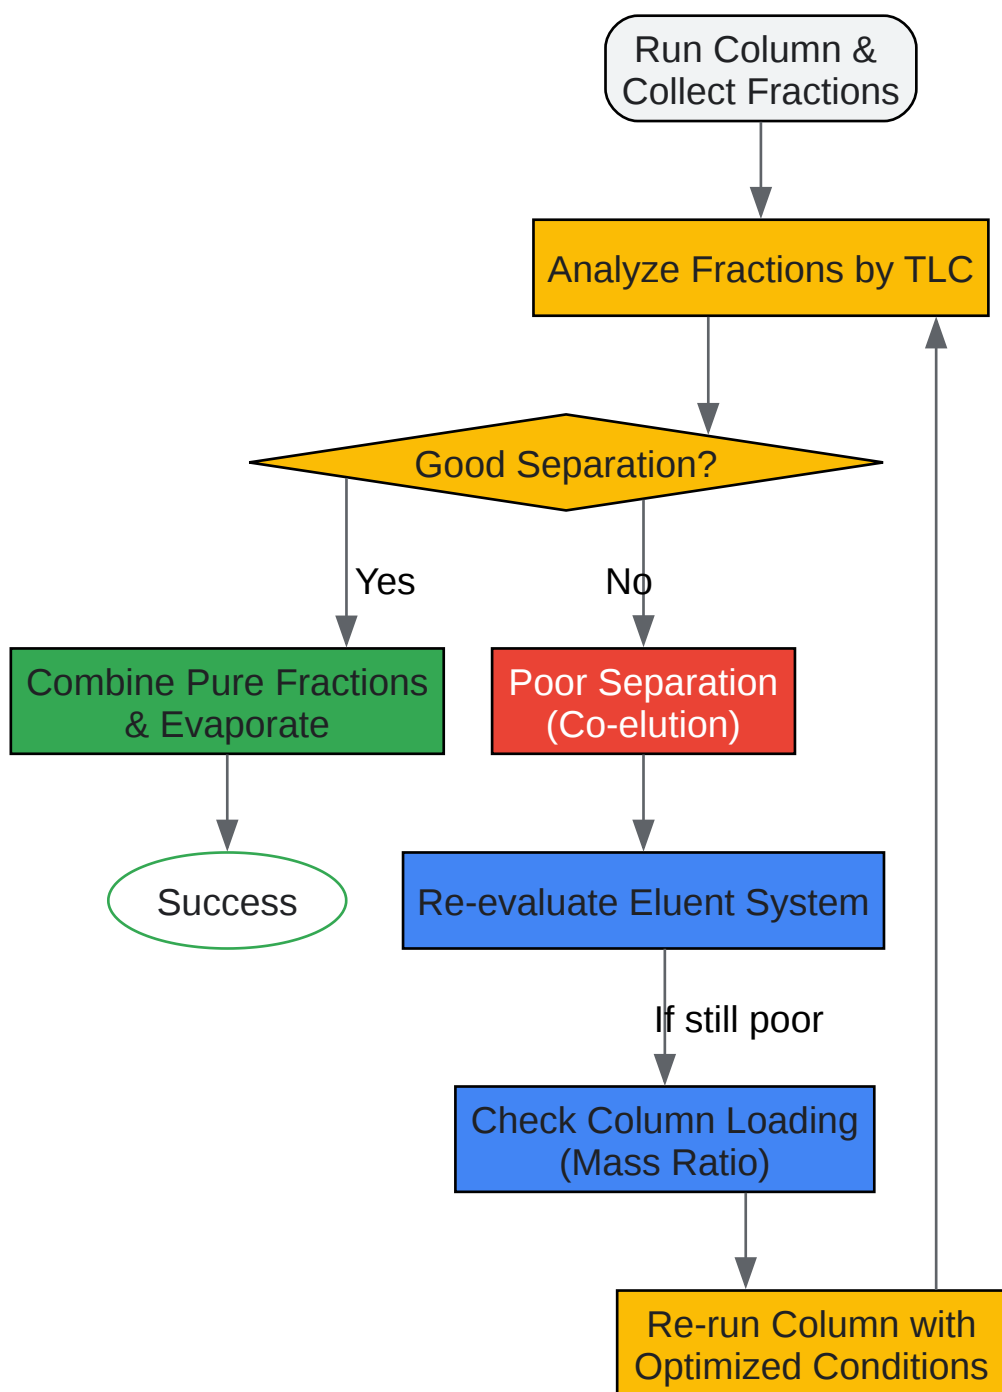 Run Column &
Collect Fractions
Analyze Fractions by TLC
Good Separation?
Yes
No
Combine Pure Fractions
& Evaporate
Poor Separation
(Co-elution)
Success
Re-evaluate Eluent System
If still poor
Check Column Loading
(Mass Ratio)
Re-run Column with
Optimized Conditions